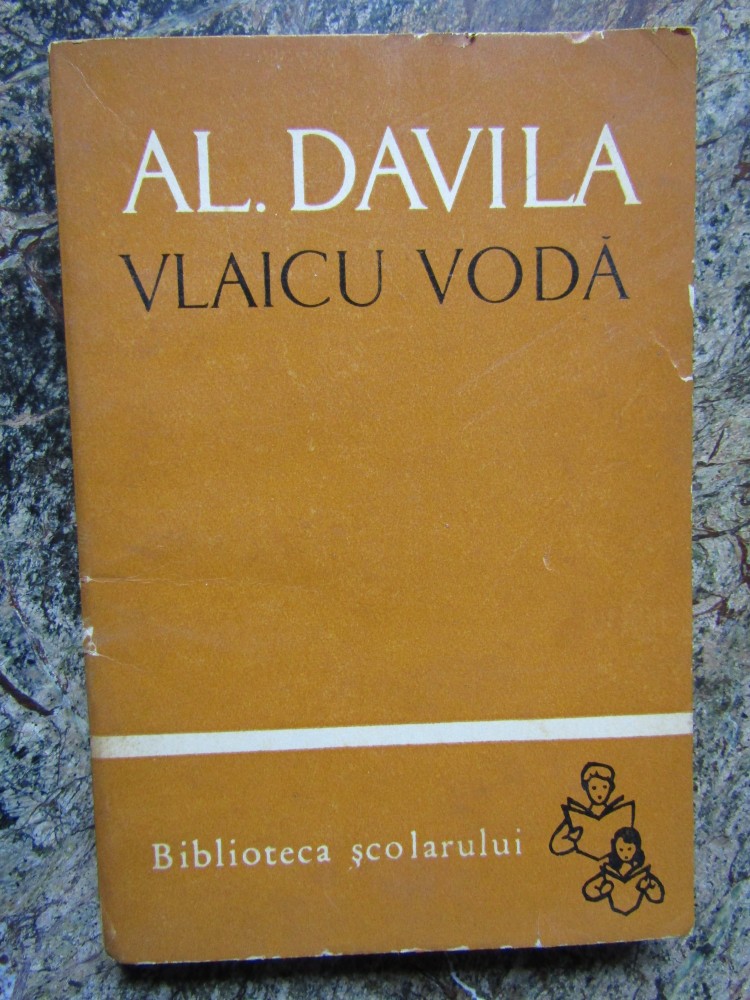 AL. DAVILA
VLAICU VODĂ
Biblioteca școlarului